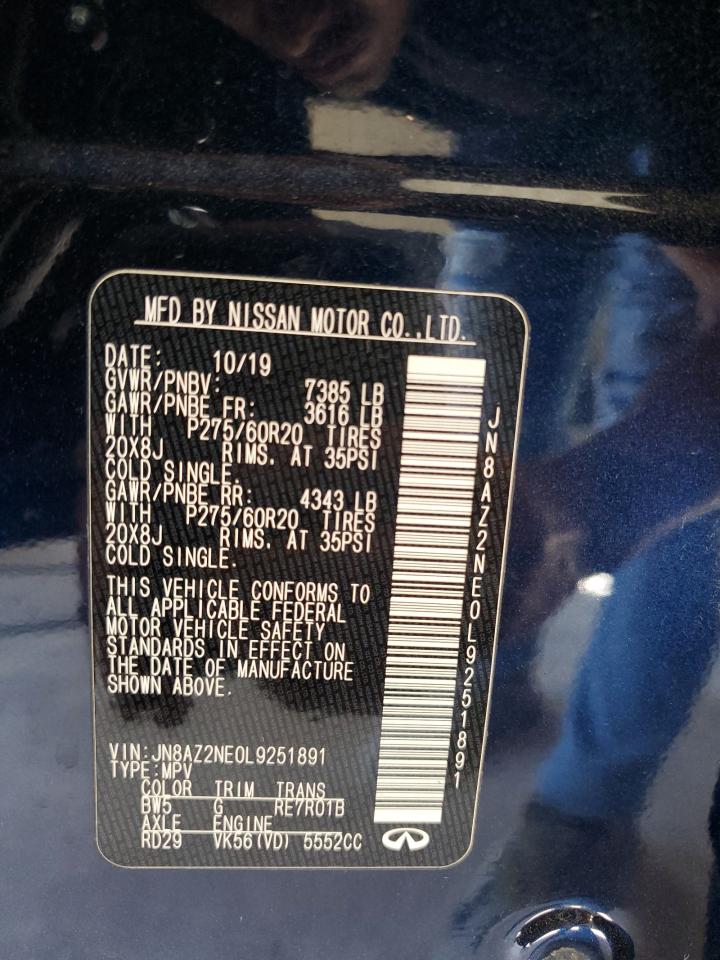 MFD BY NISSAN MOTOR CO.,LTD.
DATE: 10/19
GVWR/PNBV: 7385 LB
GAWR/PNBE FR: 3616 LB
WITH P275/60R20 TIRES
20X8J RIMS. AT 35PSI
COLD SINGLE.
GAWR/PNBE RR: 4343 LB
WITH P275/60R20 TIRES
20X8J RIMS. AT 35PSI
COLD SINGLE.
THIS VEHICLE CONFORMS TO
ALL APPLICABLE FEDERAL
MOTOR VEHICLE SAFETY
STANDARDS IN EFFECT ON
THE DATE OF MANUFACTURE
SHOWN ABOVE.
VIN:JN8AZ2NE0L9251891
TYPE:MPV
COLOR TRIM TRANS
BW5 G RE7R01B
AXLE ENGINE
RD29 VK56(VD) 5552CC
JN8AZ2NE0L9251891